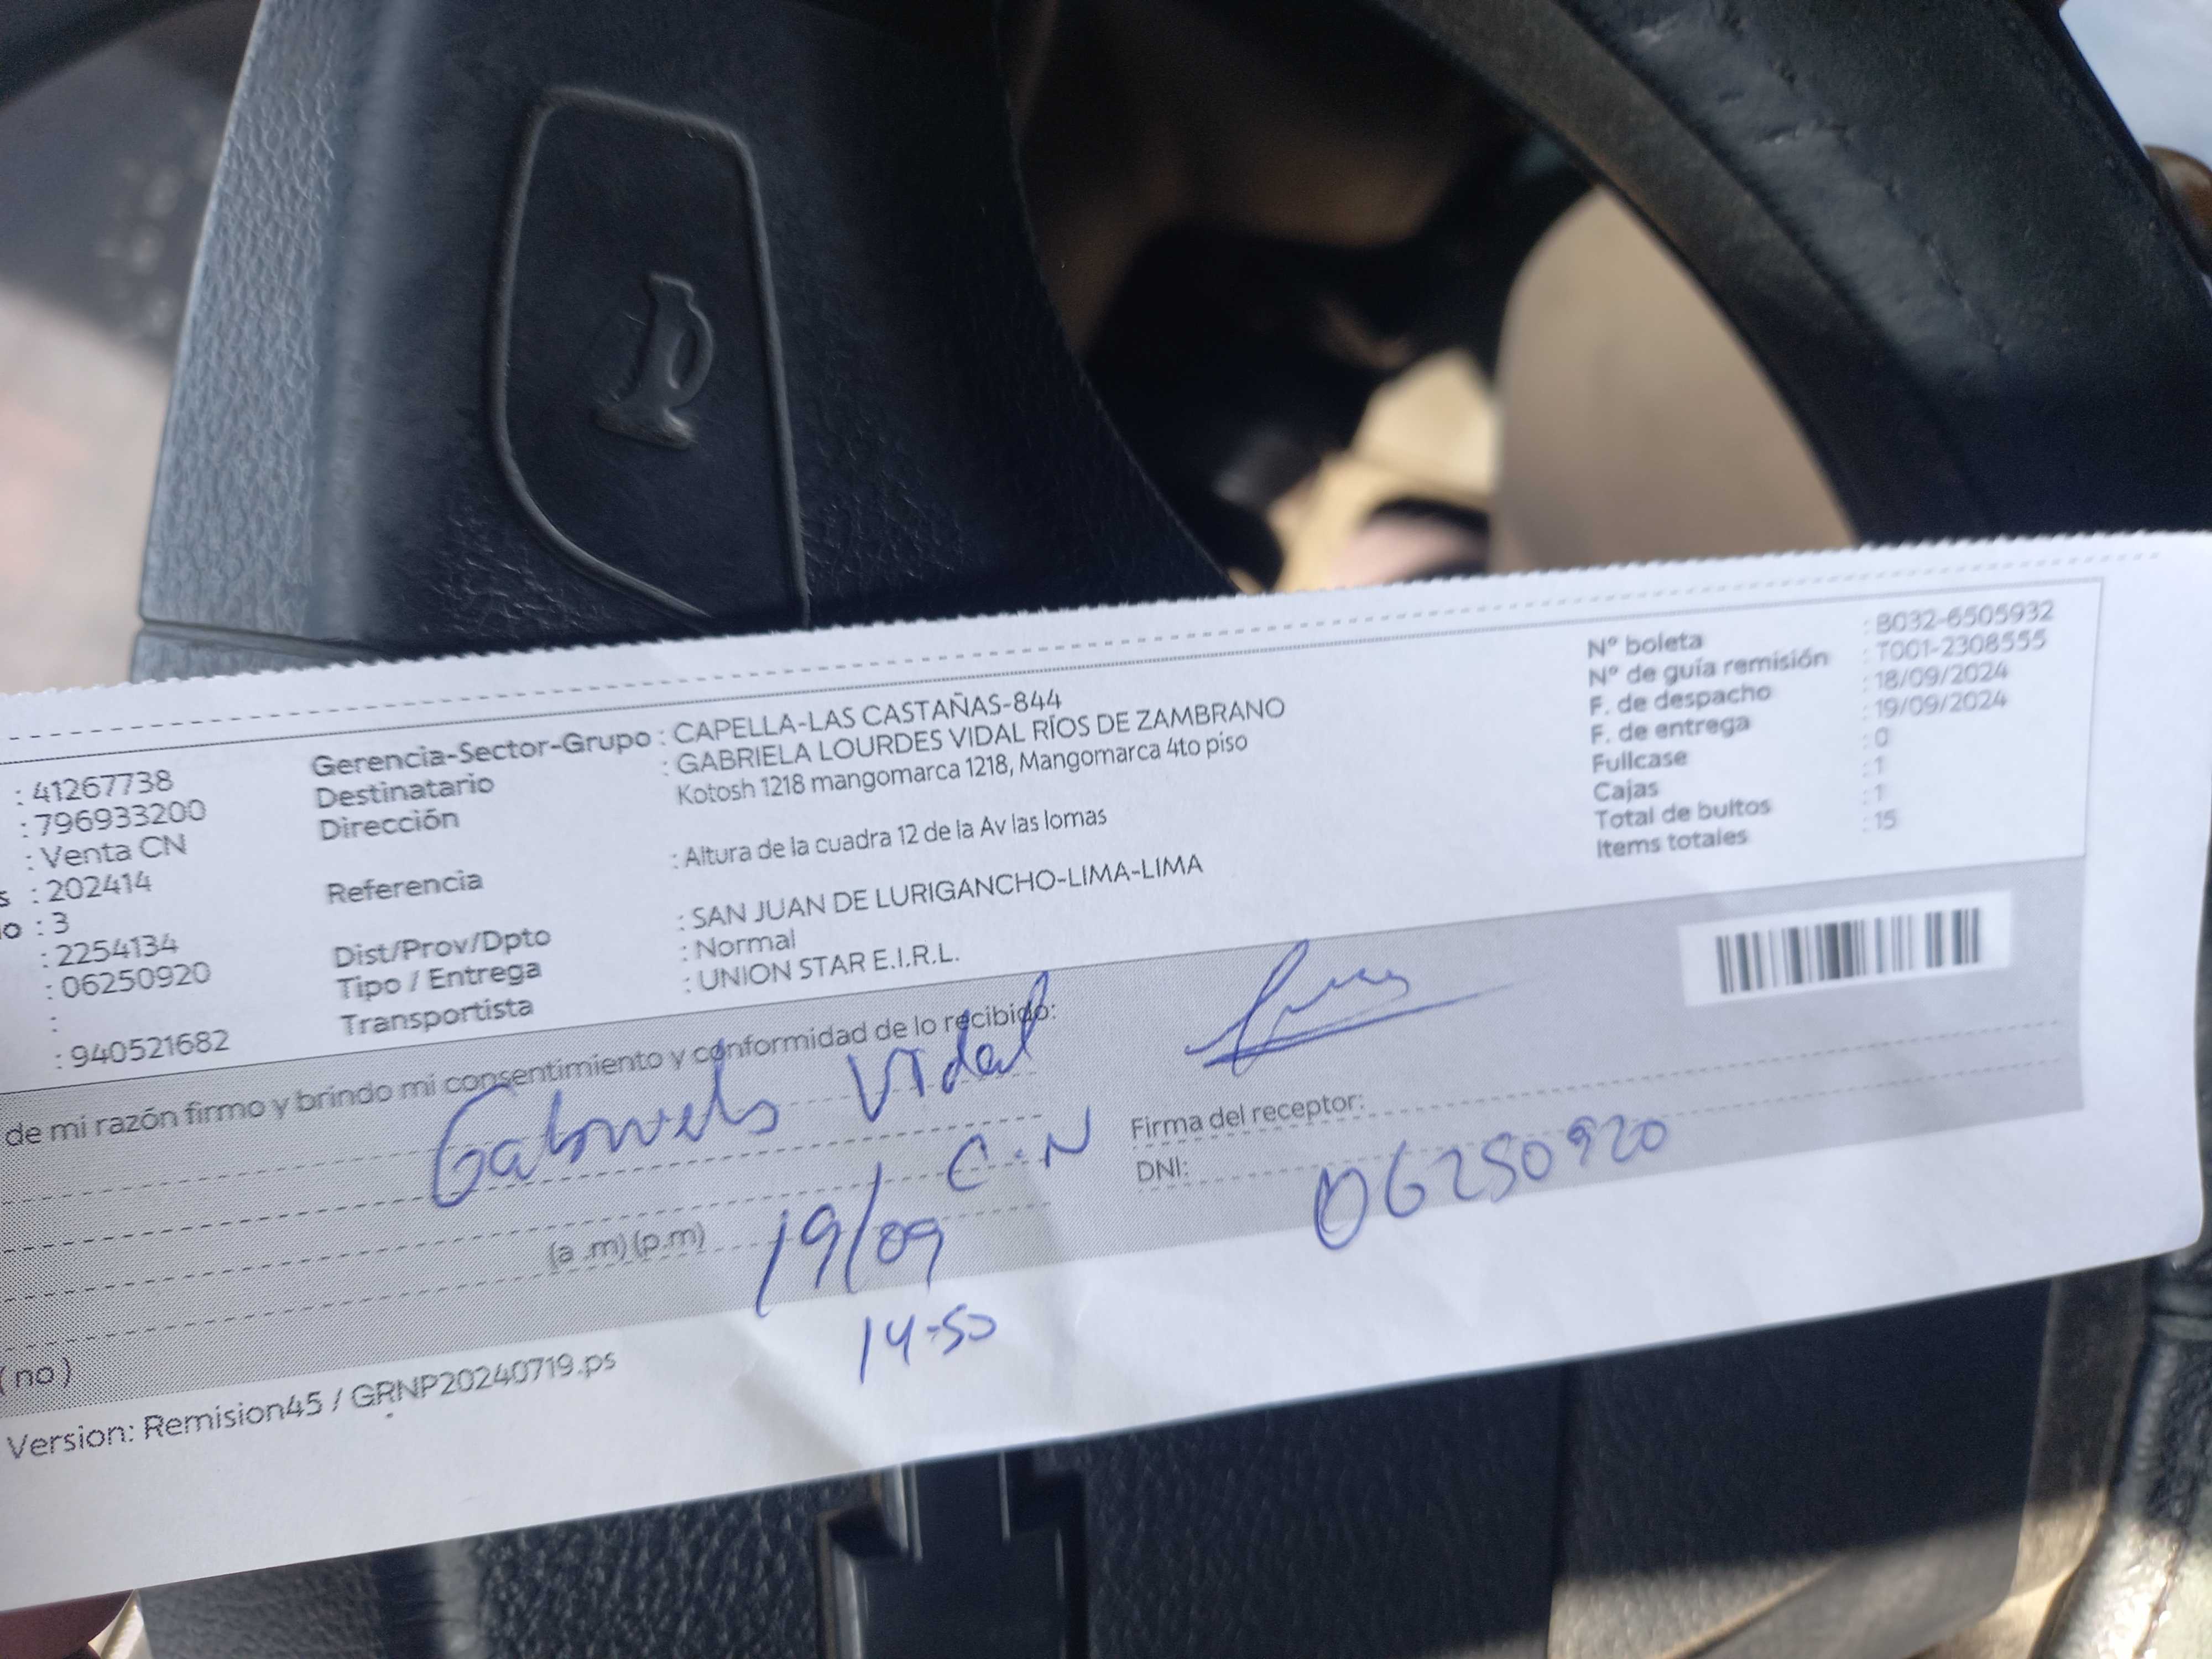 : 41267738
: 796933200
: Venta CN
s : 202414
io : 3
: 2254134
: 06250920
:
: 940521682
Gerencia-Sector-Grupo : CAPELLA-LAS CASTAÑAS-844
Destinatario : GABRIELA LOURDES VIDAL RÍOS DE ZAMBRANO
Dirección : Kotosh 1218 mangomarca 1218, Mangomarca 4to piso
Referencia : Altura de la cuadra 12 de la Av las lomas
Dist/Prov/Dpto : SAN JUAN DE LURIGANCHO-LIMA-LIMA
Tipo / Entrega : Normal
Transportista : UNION STAR E.I.R.L.
Nº boleta : B032-6505932
Nº de guía remisión : T001-2308555
F. de despacho : 18/09/2024
F. de entrega : 19/09/2024
Fullcase : 0
Cajas : 1
Total de bultos : 1
Items totales : 15
de mi razón firmo y brindo mi consentimiento y conformidad de lo recibido:
Gabriela Vidal
C.N
Firma del receptor:
DNI: 06250920
(a .m) (p.m) 19/09
14-50
(no)
Version: Remision45 / GRNP20240719.ps